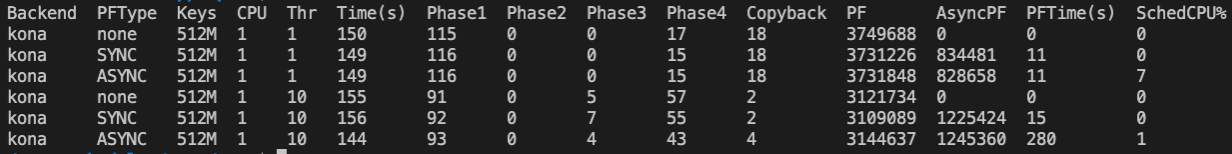 Backend PFType Keys CPU Thr Time(s) Phase1 Phase2 Phase3 Phase4 Copyback PF AsyncPF PFTime(s) SchedCPU%
kona none 512M 1 1 150 115 0 0 17 18 3749688 0 0 0
kona SYNC 512M 1 1 149 116 0 0 15 18 3731226 834481 11 0
kona ASYNC 512M 1 1 149 116 0 0 15 18 3731848 828658 11 7
kona none 512M 1 10 155 91 0 5 57 2 3121734 0 0 0
kona SYNC 512M 1 10 156 92 0 7 55 2 3109089 1225424 15 0
kona ASYNC 512M 1 10 144 93 0 4 43 4 3144637 1245360 280 1